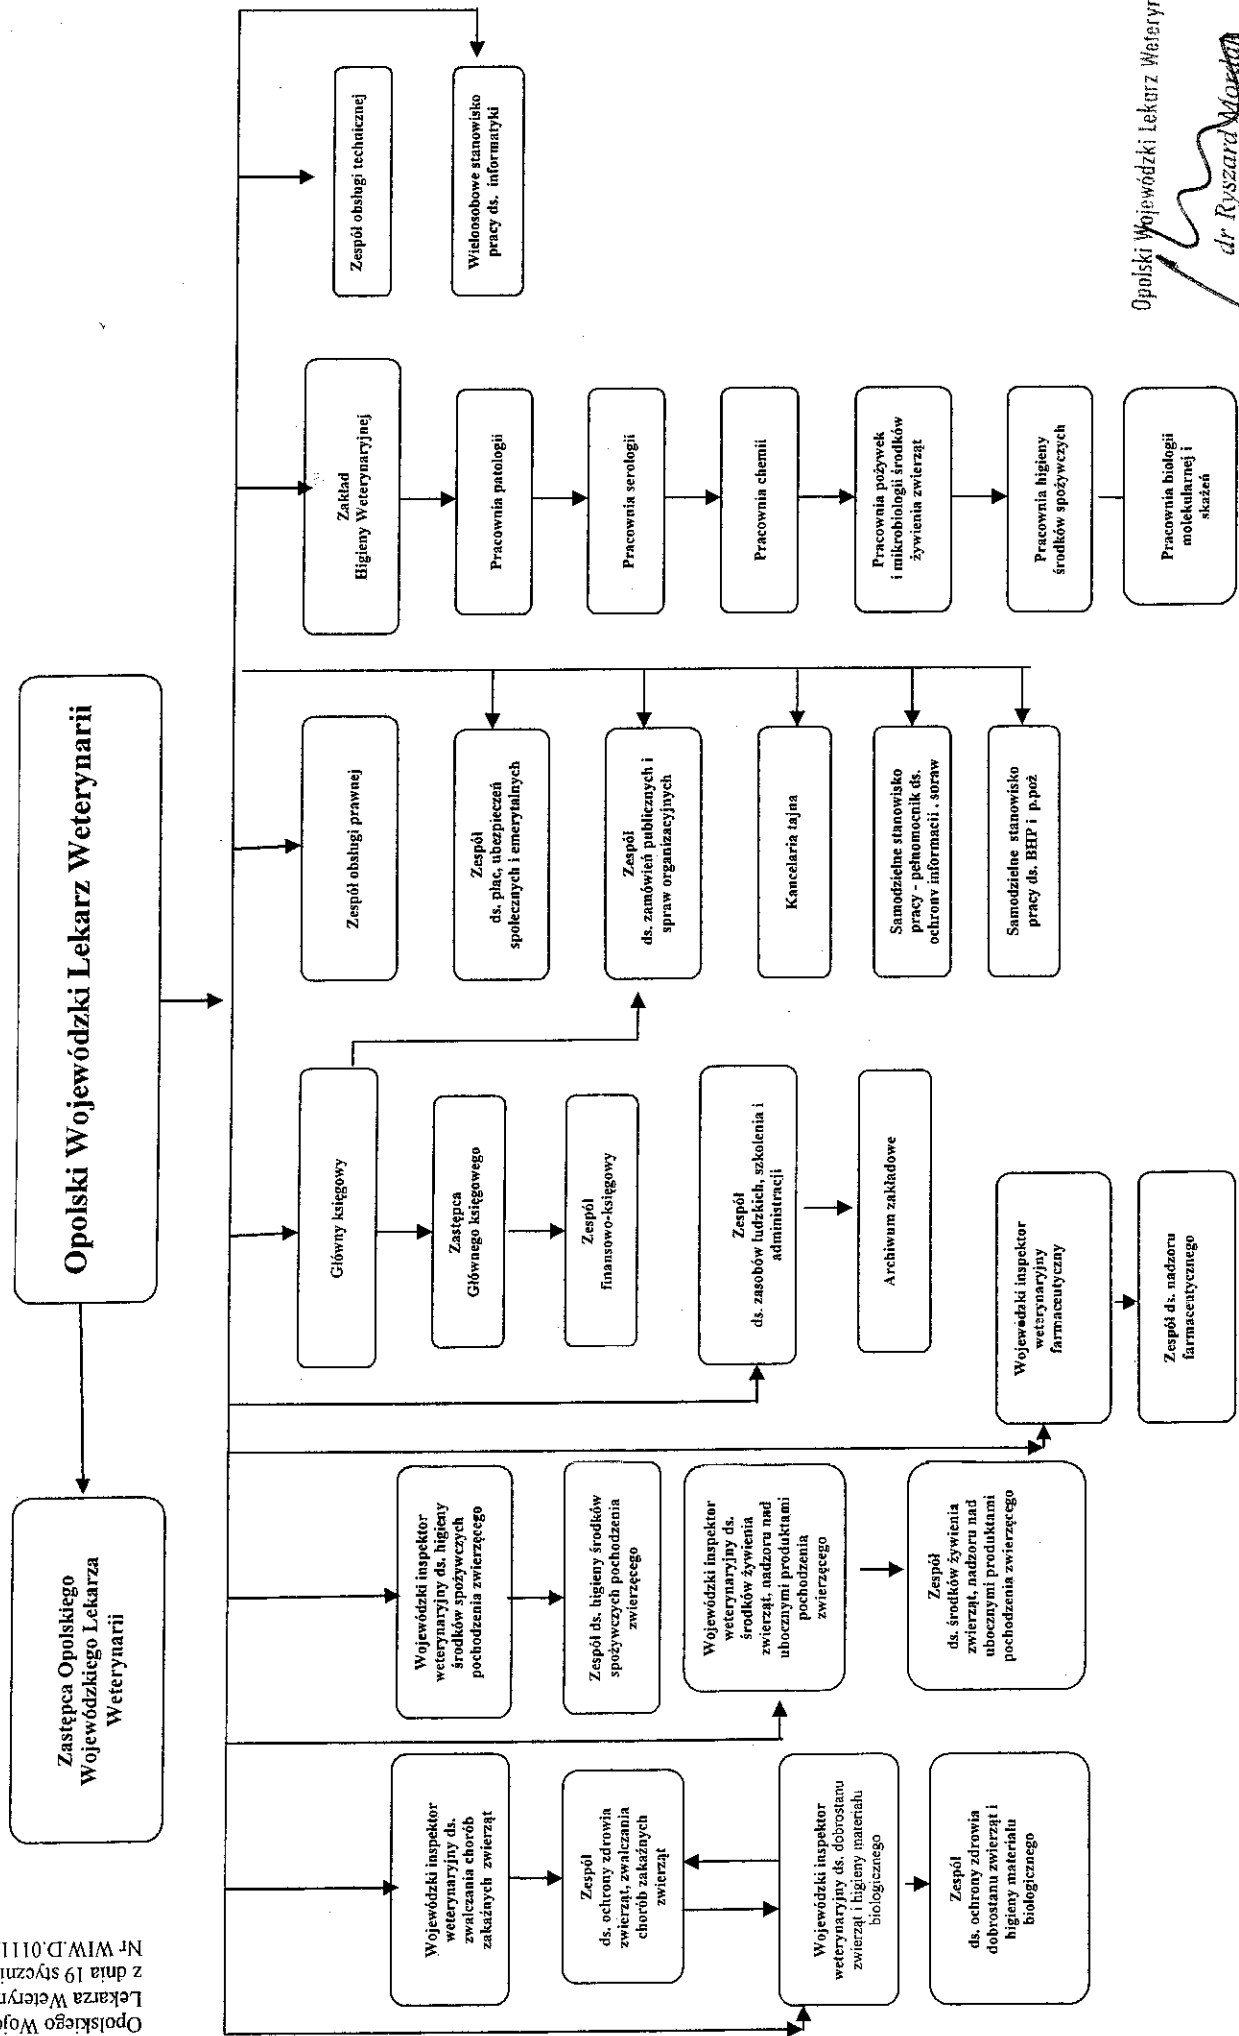 Opolskiego
Lekarza
z dnia 19
Nr
Opolski Wojewódzki Lekarz Weterynarii
Zastępca Opolskiego
Wojewódzkiego Lekarza
Weterynarii
Wojewódzki inspektor
weterynaryjny ds.
zwalczania chorób
zakaźnych zwierząt
Zespół
ds. ochrony zdrowia
zwierząt, zwalczania
chorób zakaźnych
zwierząt
Wojewódzki inspektor
weterynaryjny ds. dobrostanu
zwierząt i higieny materiału
biologicznego
Zespół
ds. ochrony zdrowia
dobrostanu zwierząt i
higieny materiału
biologicznego
Wojewódzki inspektor
weterynaryjny ds. higieny
środków spożywczych
pochodzenia zwierzęcego
Zespół ds. higieny środków
spożywczych pochodzenia
zwierzęcego
Wojewódzki inspektor
weterynaryjny ds.
środków żywienia
zwierząt, nadzoru nad
ubocznymi produktami
pochodzenia
zwierzęcego
Zespół
ds. środków żywienia
zwierząt, nadzoru nad
ubocznymi produktami
pochodzenia zwierzęcego
Wojewódzki inspektor
weterynaryjny
farmaceutyczny
Zespół ds. nadzoru
farmaceutycznego
Główny księgowy
Zastępca
Głównego księgowego
Zespół
finansowo-księgowy
Zespół
ds. zasobów ludzkich, szkolenia i
administracji
Archiwum zakładowe
Zespół obsługi prawnej
Zespół
ds. płac, ubezpieczeń
społecznych i emerytalnych
Zespół
ds. zamówień publicznych i
spraw organizacyjnych
Kancelaria tajna
Samodzielne stanowisko
pracy - pełnomocnik ds.
ochrony informacji . spraw
Samodzielne stanowisko
pracy ds. BHP i p.poż
Zakład
Higieny Weterynaryjnej
Pracownia patologii
Pracownia serologii
Pracownia chemii
Pracownia pożywek
i mikrobiologii środków
żywienia zwierząt
Pracownia higieny
środków spożywczych
Pracownia biologii
molekularnej i
skażeń
Zespół obsługi technicznej
Wieloosobowe stanowisko
pracy ds. informatyki
Opolski Wojewódzki Lekarz
dr Ryszard